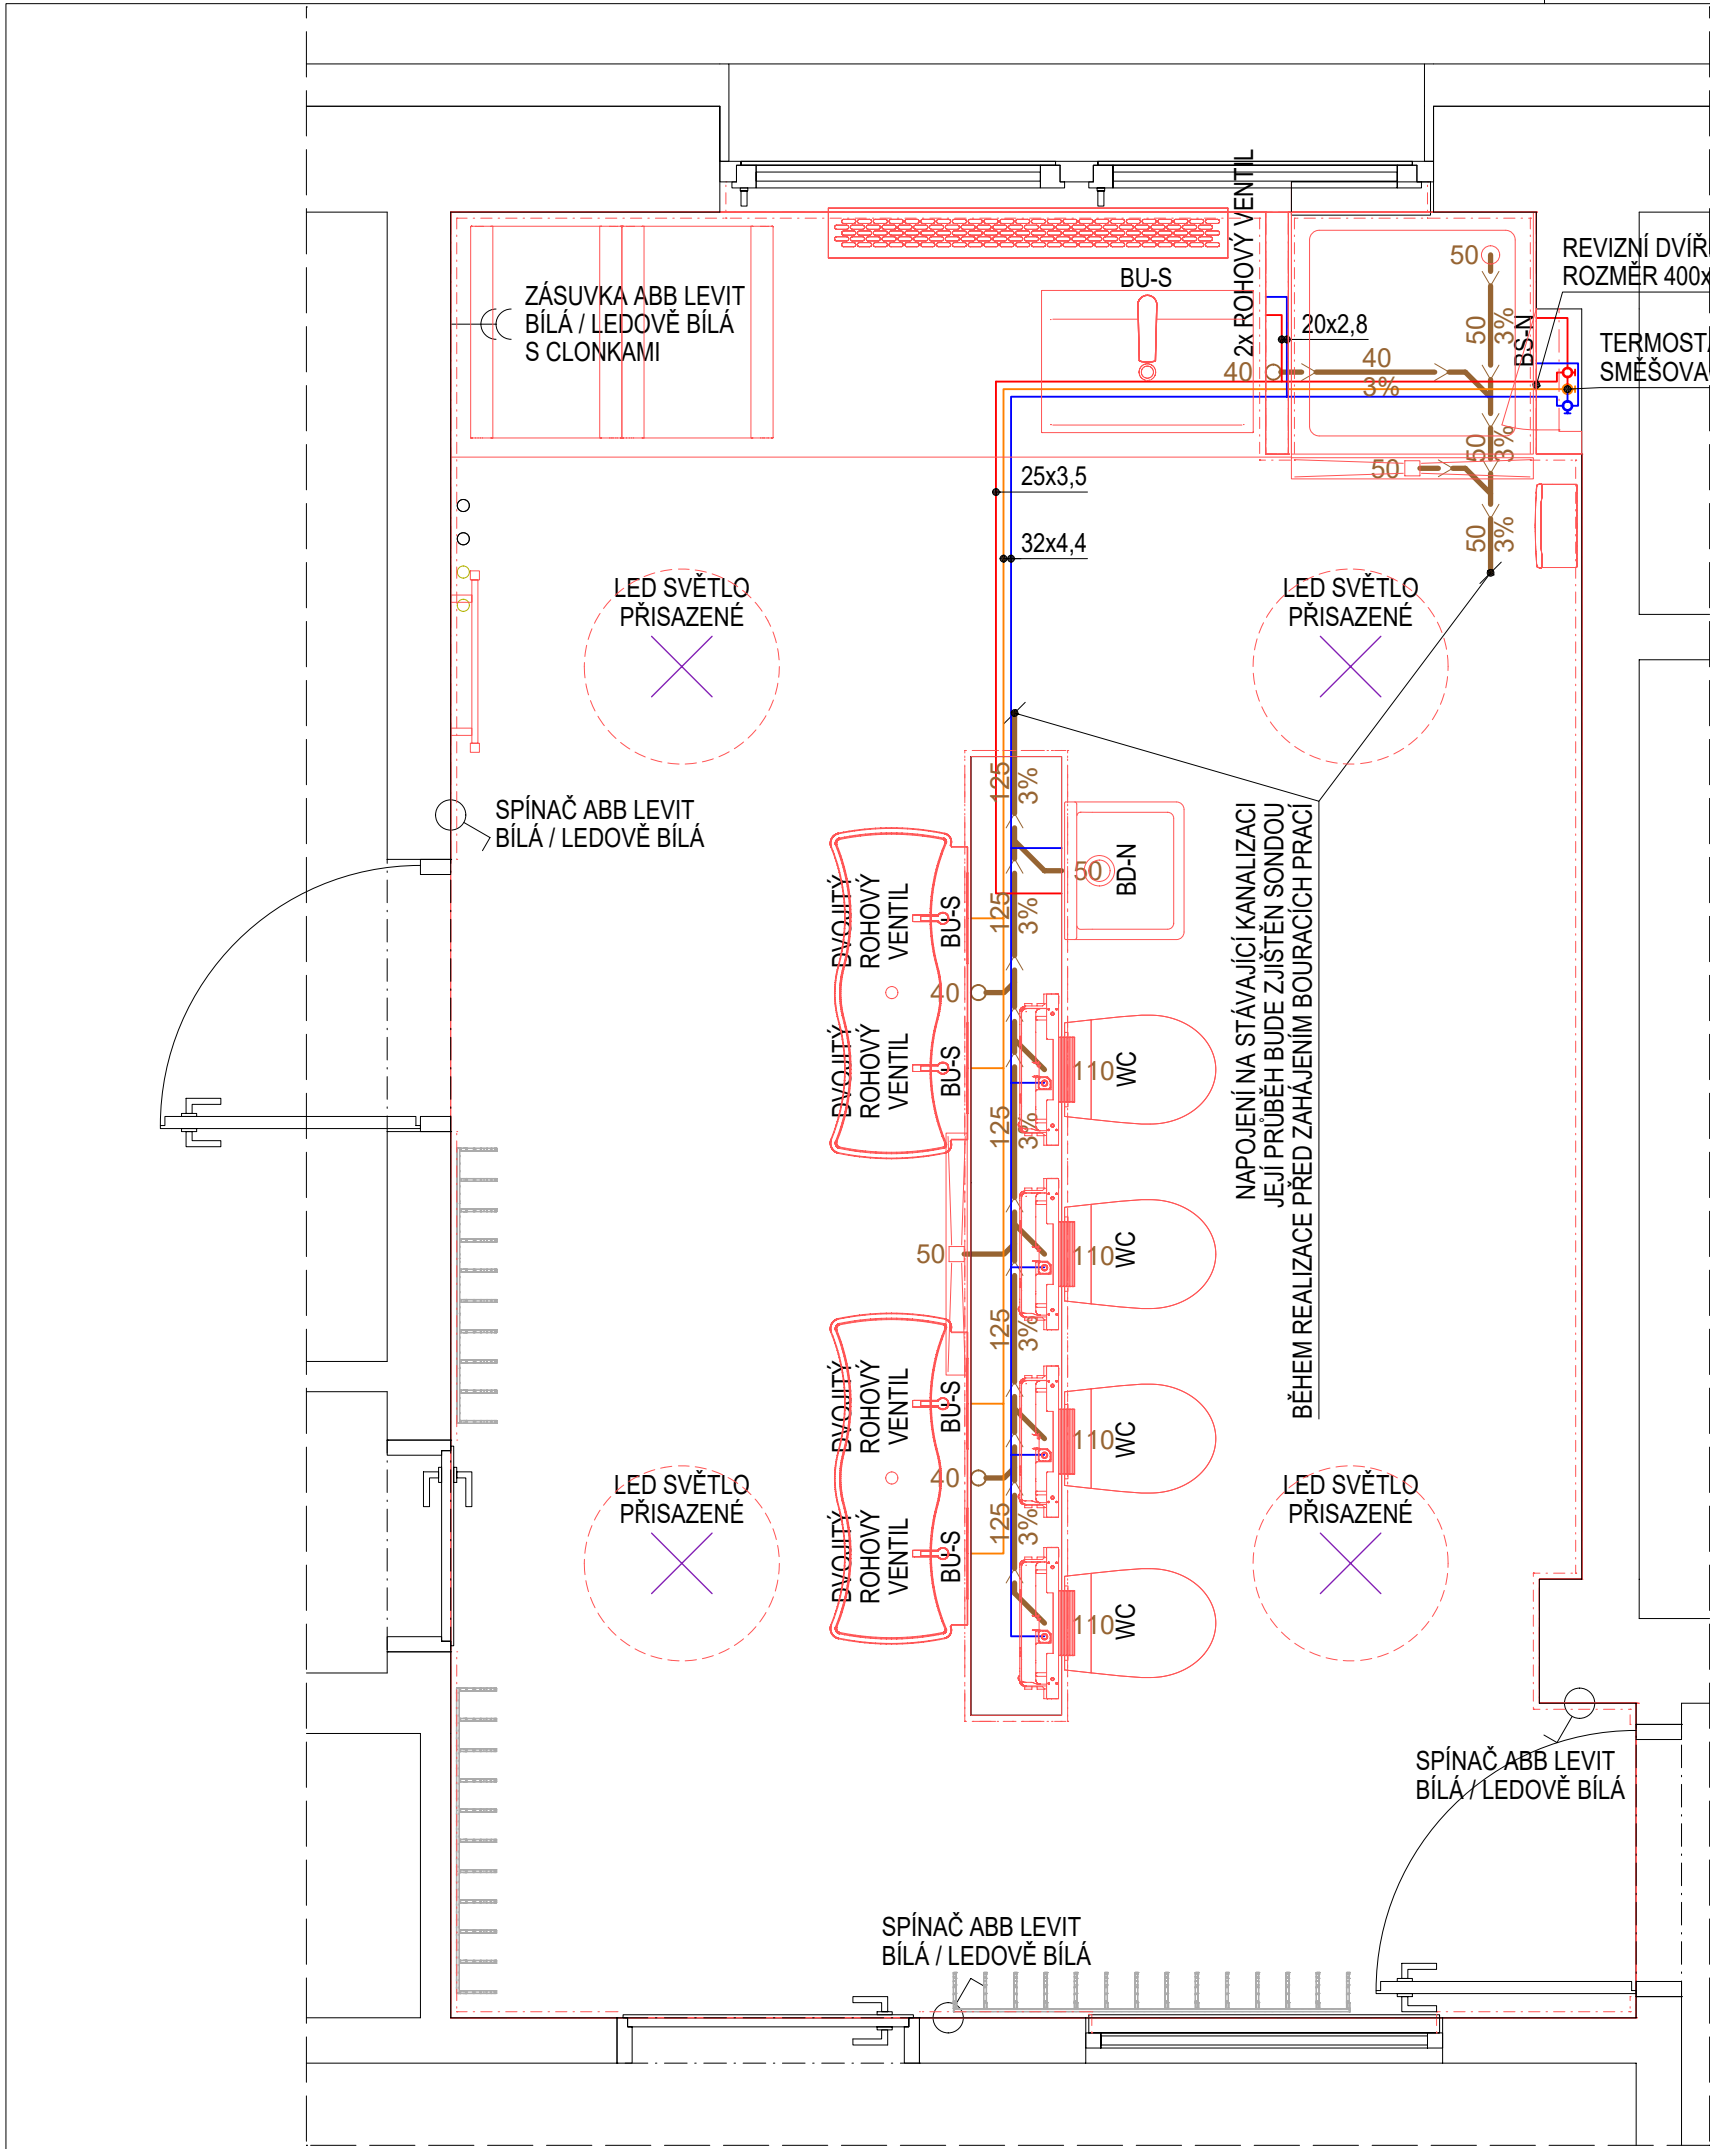 2x ROHOVÝ VENTIL
BU-S
50
REVIZNÍ DVÍŘ
ROZMĚR 400x
ZÁSUVKA ABB LEVIT
BÍLÁ / LEDOVĚ BÍLÁ
S CLONKAMI
20x2,8
50
3%
BS-N
TERMOSTA
SMĚŠOVA
40
40
3%
50
3%
50
25x3,5
50
3%
32x4,4
LED SVĚTLO
PŘISAZENÉ
LED SVĚTLO
PŘISAZENÉ
125
3%
SPÍNAČ ABB LEVIT
BÍLÁ / LEDOVĚ BÍLÁ
NAPOJENÍ NA STÁVAJÍCÍ KANALIZACI
JEJÍ PRŮBĚH BUDE ZJIŠTĚN SONDOU
BĚHEM REALIZACE PŘED ZAHÁJENÍM BOURACÍCH PRACÍ
50
BD-N
DVOJITÝ
ROHOVÝ
VENTIL
BU-S
125
3%
40
DVOJITÝ
ROHOVÝ
VENTIL
BU-S
110
WC
125
3%
50
110
WC
125
3%
DVOJITÝ
ROHOVÝ
VENTIL
BU-S
110
WC
40
LED SVĚTLO
PŘISAZENÉ
LED SVĚTLO
PŘISAZENÉ
125
3%
DVOJITÝ
ROHOVÝ
VENTIL
BU-S
110
WC
SPÍNAČ ABB LEVIT
BÍLÁ / LEDOVĚ BÍLÁ
SPÍNAČ ABB LEVIT
BÍLÁ / LEDOVĚ BÍLÁ